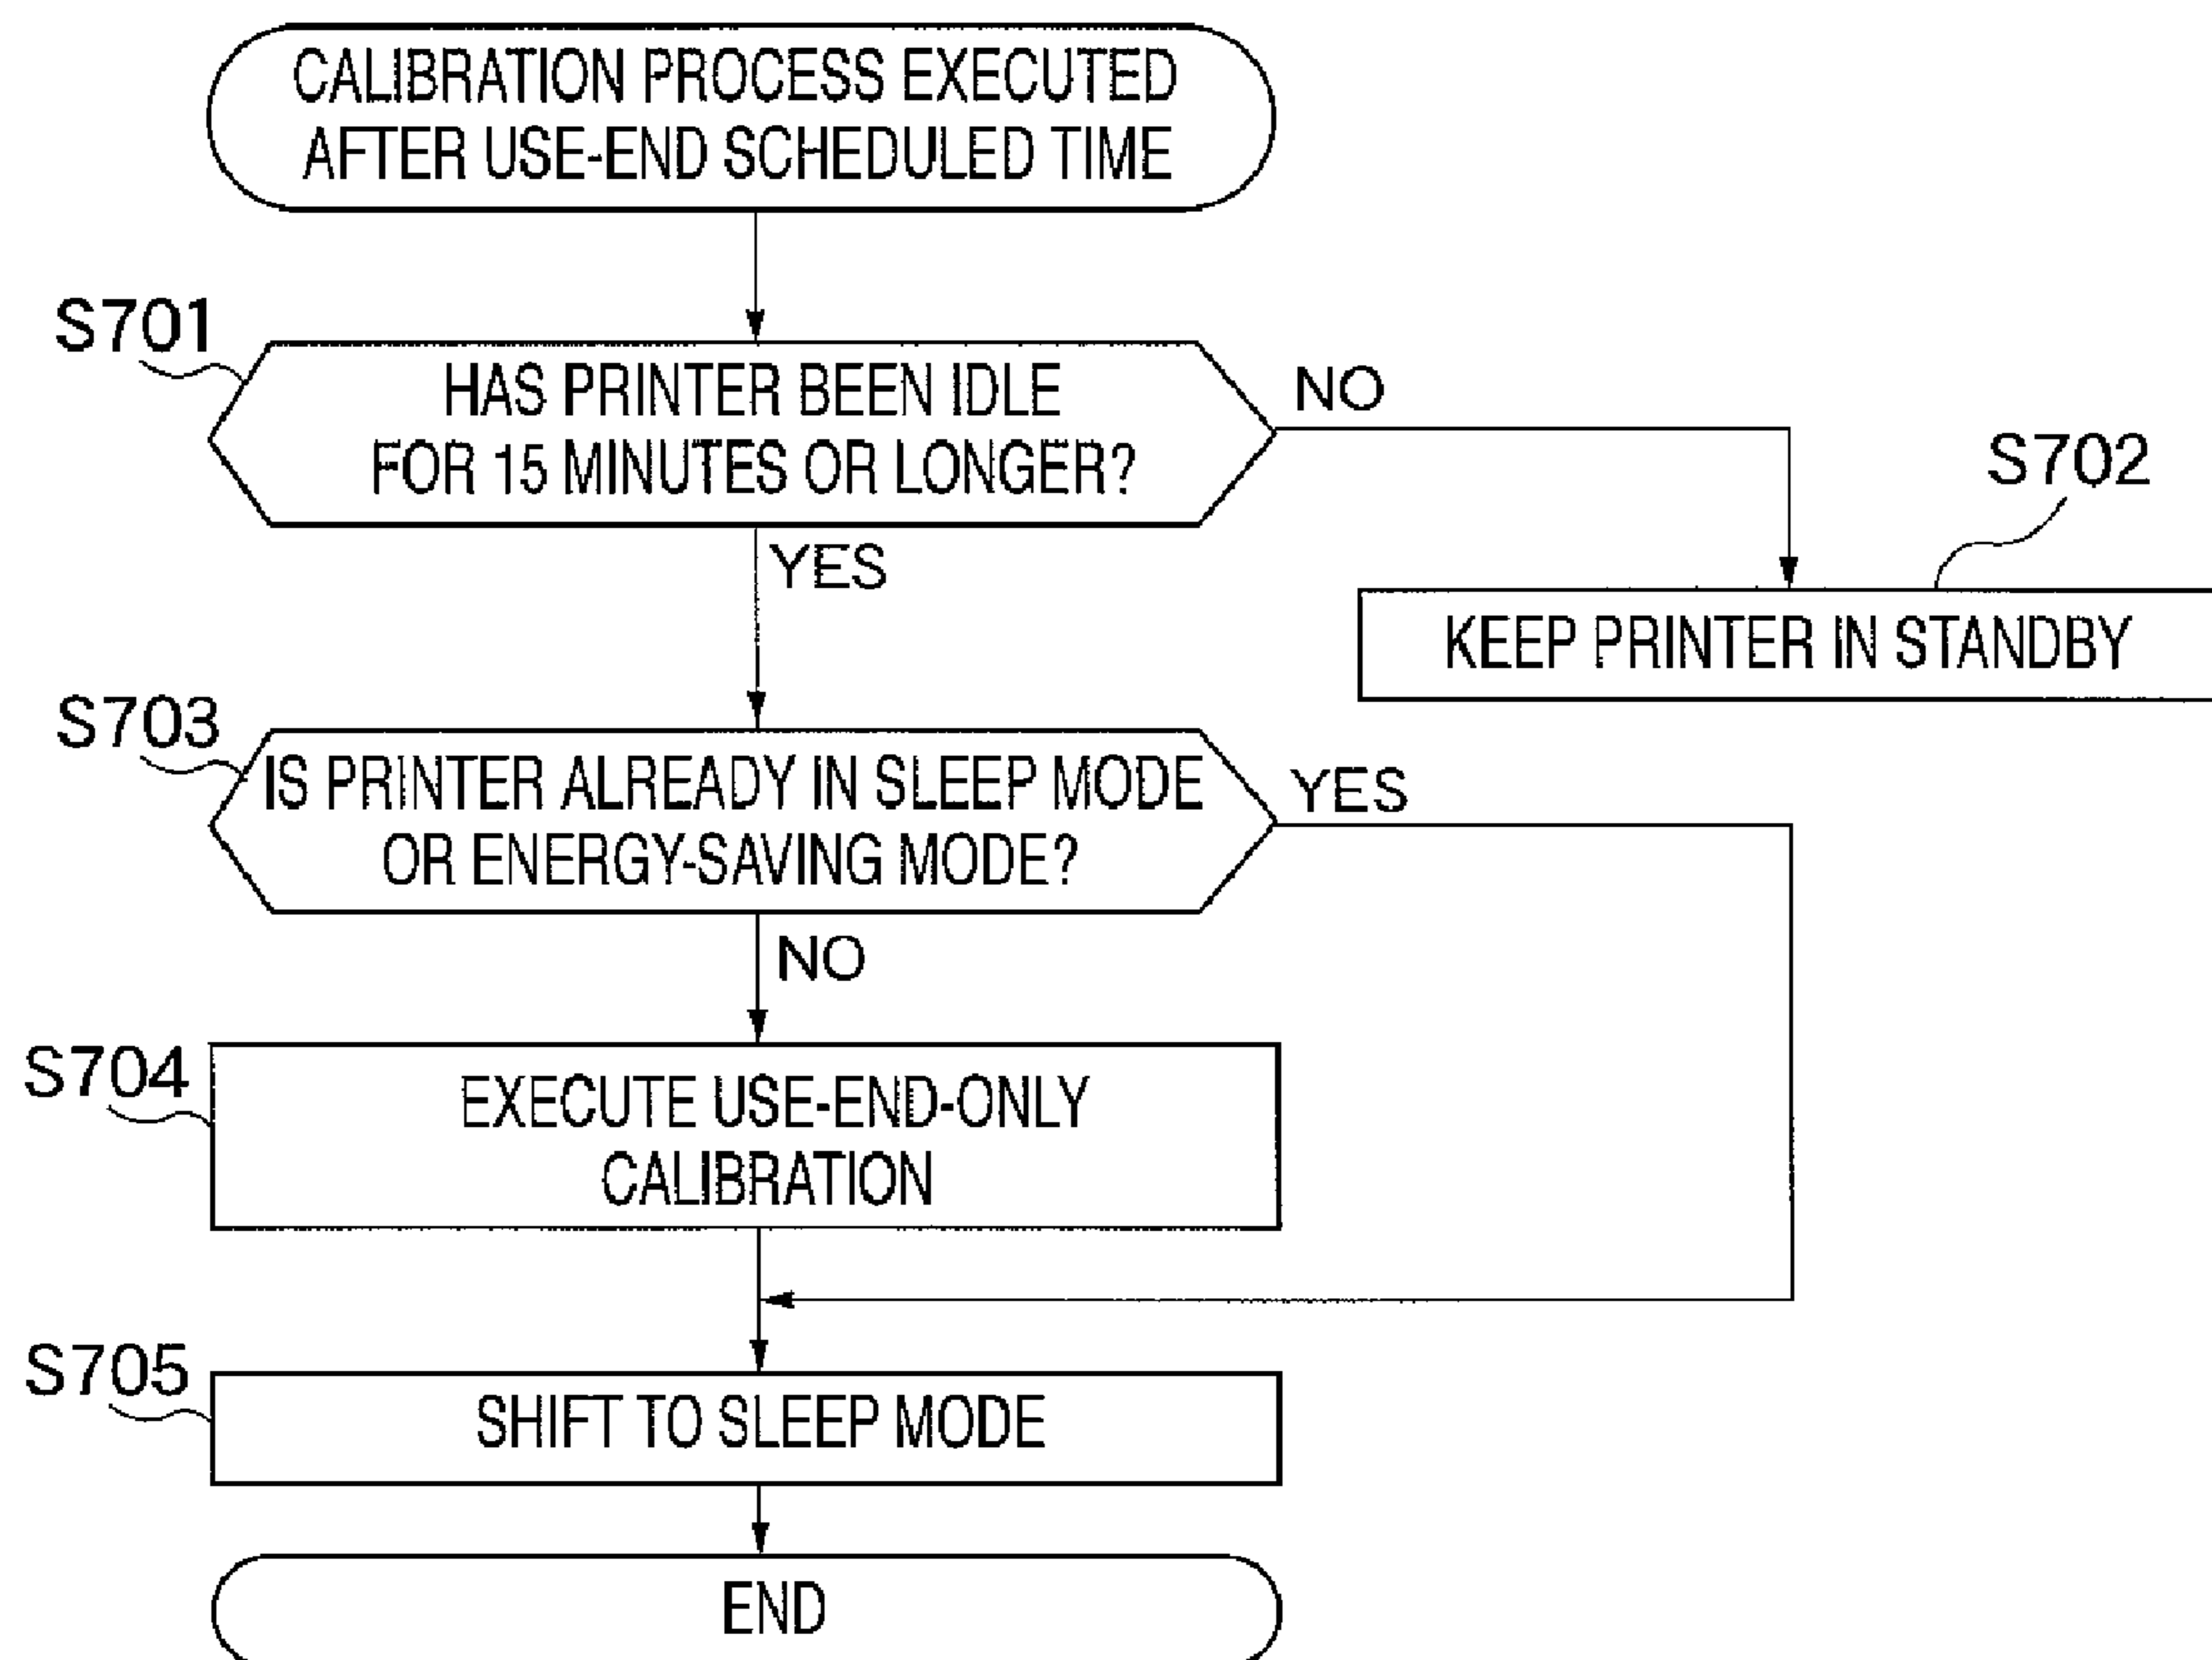 CALIBRATION PROCESS EXECUTED
AFTER USE-END SCHEDULED TIME
S701
HAS PRINTER BEEN IDLE
FOR 15 MINUTES OR LONGER?
NO
S702
YES
KEEP PRINTER IN STANDBY
S703
IS PRINTER ALREADY IN SLEEP MODE
OR ENERGY-SAVING MODE?
YES
NO
S704
EXECUTE USE-END-ONLY
CALIBRATION
S705
SHIFT TO SLEEP MODE
END